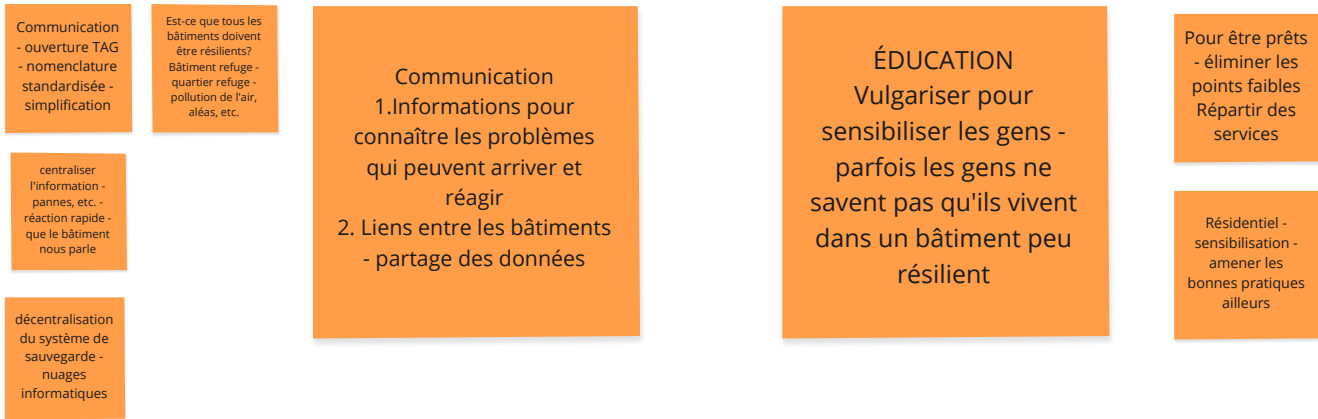 Communication
- ouverture TAG
- nomenclature
standardisée -
simplification
Est-ce que tous les
bâtiments doivent
être résilients?
Bâtiment refuge -
quartier refuge -
pollution de l'air,
aléas, etc.
centraliser
l'information -
pannes, etc. -
réaction rapide -
que le bâtiment
nous parle
décentralisation
du système de
sauvegarde -
nuages
informatiques
Communication
1.Informations pour
connaître les problèmes
qui peuvent arriver et
réagir
2. Liens entre les bâtiments
- partage des données
ÉDUCATION
Vulgariser pour
sensibiliser les gens -
parfois les gens ne
savent pas qu'ils vivent
dans un bâtiment peu
résilient
Pour être prêts
- éliminer les
points faibles
Répartir des
services
Résidentiel -
sensibilisation -
amener les
bonnes pratiques
ailleurs